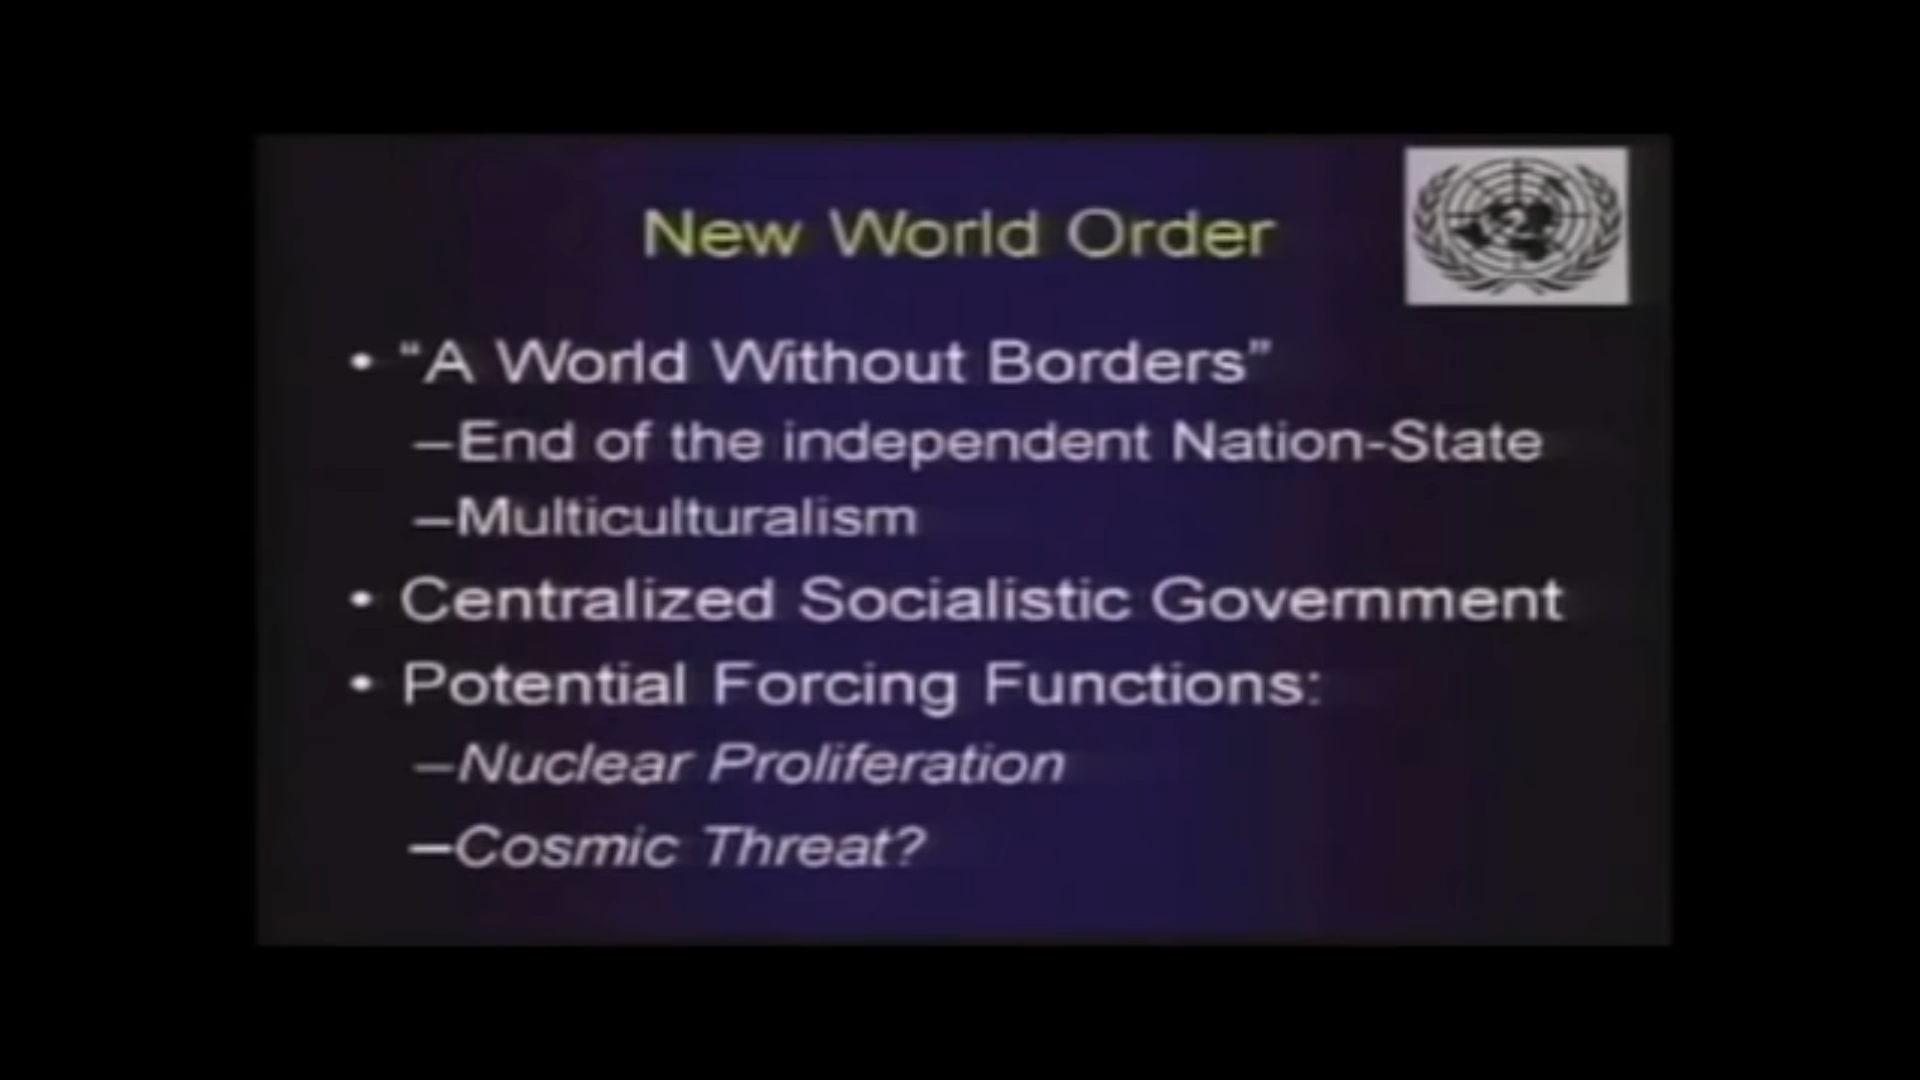 New World Order
• “A World Without Borders”
–End of the independent Nation-State
–Multiculturalism
• Centralized Socialistic Government
• Potential Forcing Functions:
–Nuclear Proliferation
–Cosmic Threat?